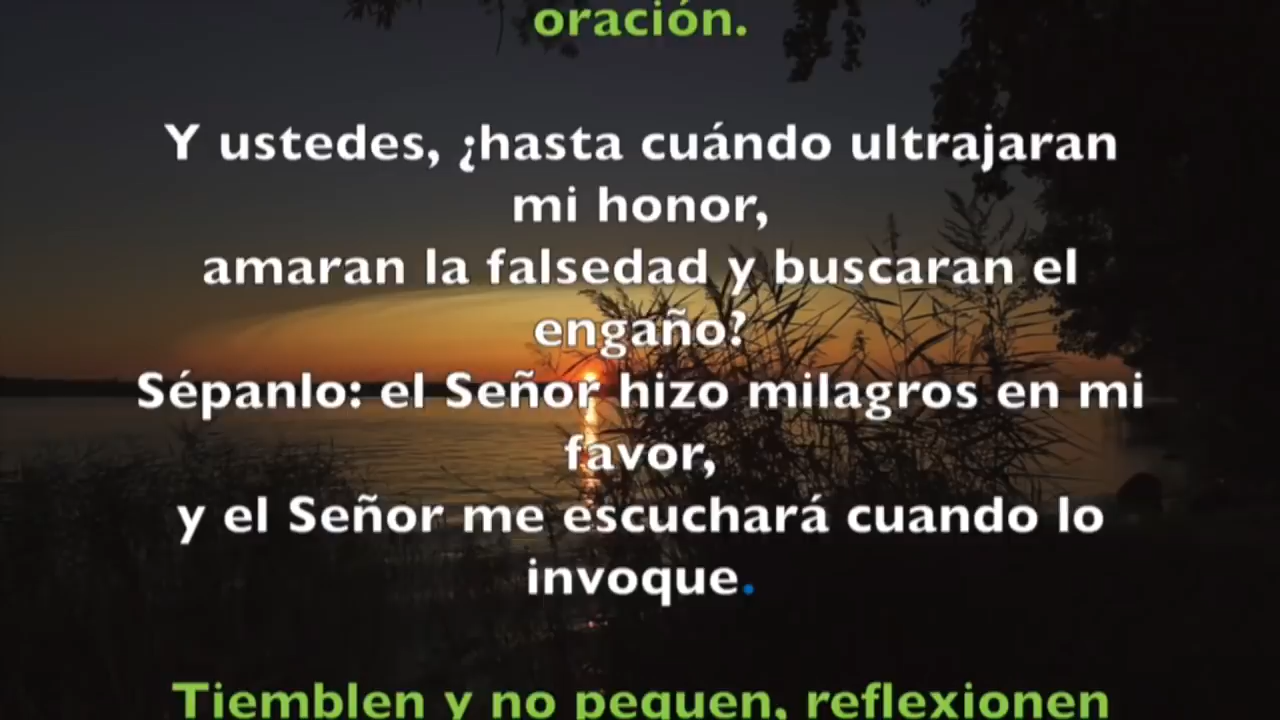 oración.
Y ustedes, ¿hasta cuándo ultrajaran
mi honor,
amaran la falsedad y buscaran el
engaño?
Sépanlo: el Señor hizo milagros en mi
favor,
y el Señor me escuchará cuando lo
invoque.
Tiemblen y no pequen, reflexionen